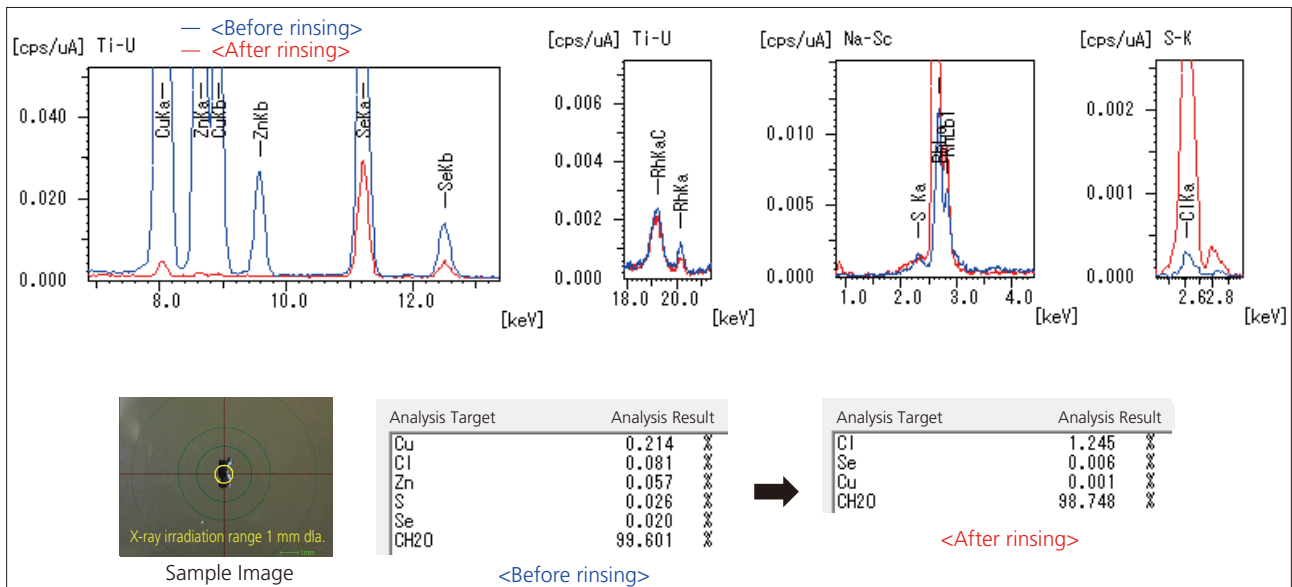 — <Before rinsing>
— <After rinsing>
[cps/uA] Ti-U
0.040
0.020
0.000
CuKa
ZnKa
CuKb
ZnKb
SeKa
SeKb
8.0 10.0 12.0
[keV]
[cps/uA] Ti-U
0.006
0.004
0.002
0.000
RhKaC
RhKa
18.0 20.0
[keV]
[cps/uA] Na-Sc
0.010
0.005
0.000
S Ka
1.0 2.0 3.0 4.0
[keV]
[cps/uA] S-K
0.002
0.001
0.000
ClKa
2.6 2.8
[keV]
X-ray irradiation range 1 mm dla.
1mm
Sample Image
Analysis Target Analysis Result
Cu 0.214 %
Cl 0.081 %
Zn 0.057 %
S 0.026 %
Se 0.020 %
CH2O 99.601 %
<Before rinsing>
Analysis Target Analysis Result
Cl 1.245 %
Se 0.006 %
Cu 0.001 %
CH2O 98.748 %
<After rinsing>